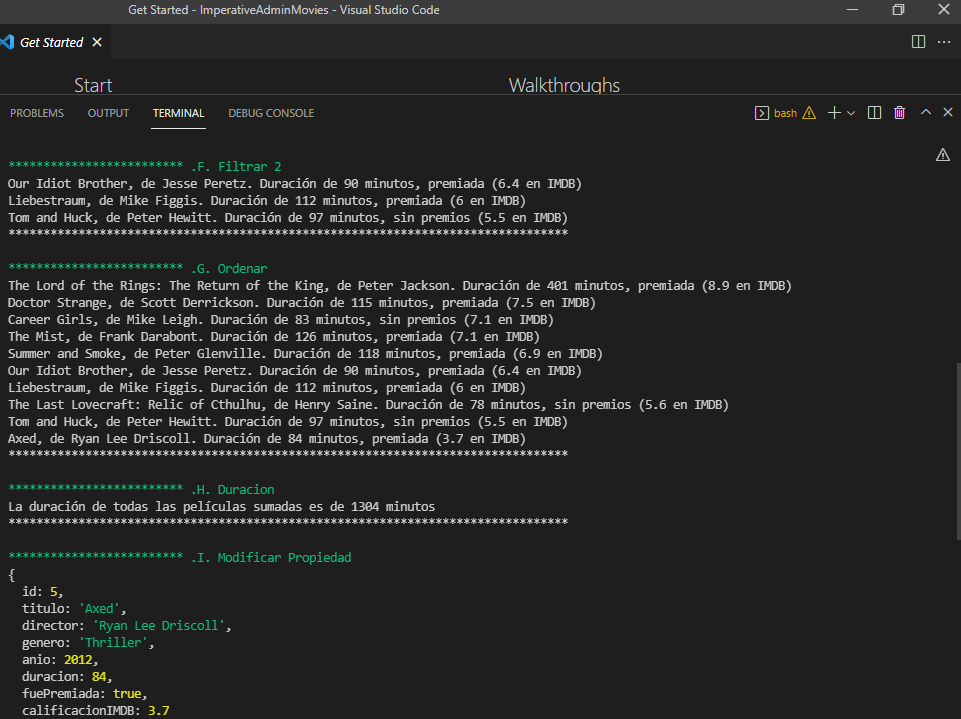 Get Started - ImperativeAdminMovies - Visual Studio Code
Get Started
Start
Walkthroughs
PROBLEMS OUTPUT TERMINAL DEBUG CONSOLE bash
************************* .F. Filtrar 2
Our Idiot Brother, de Jesse Peretz. Duración de 90 minutos, premiada (6.4 en IMDB)
Liebestraum, de Mike Figgis. Duración de 112 minutos, premiada (6 en IMDB)
Tom and Huck, de Peter Hewitt. Duración de 97 minutos, sin premios (5.5 en IMDB)
********************************************************************************
************************* .G. Ordenar
The Lord of the Rings: The Return of the King, de Peter Jackson. Duración de 401 minutos, premiada (8.9 en IMDB)
Doctor Strange, de Scott Derrickson. Duración de 115 minutos, premiada (7.5 en IMDB)
Career Girls, de Mike Leigh. Duración de 83 minutos, sin premios (7.1 en IMDB)
The Mist, de Frank Darabont. Duración de 126 minutos, premiada (7.1 en IMDB)
Summer and Smoke, de Peter Glenville. Duración de 118 minutos, premiada (6.9 en IMDB)
Our Idiot Brother, de Jesse Peretz. Duración de 90 minutos, premiada (6.4 en IMDB)
Liebestraum, de Mike Figgis. Duración de 112 minutos, premiada (6 en IMDB)
The Last Lovecraft: Relic of Cthulhu, de Henry Saine. Duración de 78 minutos, sin premios (5.6 en IMDB)
Tom and Huck, de Peter Hewitt. Duración de 97 minutos, sin premios (5.5 en IMDB)
Axed, de Ryan Lee Driscoll. Duración de 84 minutos, premiada (3.7 en IMDB)
********************************************************************************
************************* .H. Duracion
La duración de todas las películas sumadas es de 1304 minutos
********************************************************************************
************************* .I. Modificar Propiedad
{
id: 5,
titulo: 'Axed',
director: 'Ryan Lee Driscoll',
genero: 'Thriller',
anio: 2012,
duracion: 84,
fuePremiada: true,
calificacionIMDB: 3.7